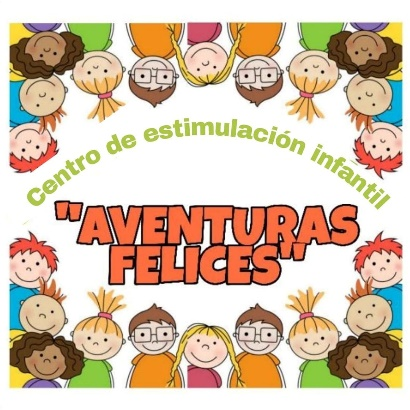 Centro de estimulación infantil
"AVENTURAS
FELICES"